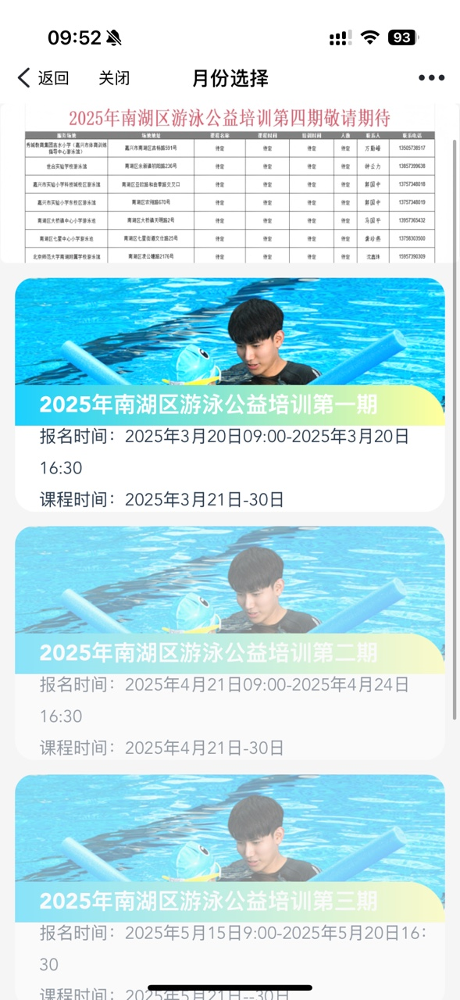 09:52
93
返回 关闭 月份选择
2025年南湖区游泳公益培训第四期敬请期待
服务场地 场地地址 课程名称 课程时间 培训时间 人数 联系人 联系电话
秀城教育集团吉水小学(嘉兴市体育训练指导中心游泳馆) 嘉兴市南湖区吉杨路591号 待定 待定 待定 待定 万勤峰 13505738517
世合实验学校游泳馆 南湖区余新镇初阳路236号 待定 待定 待定 待定 钟云力 13857399638
嘉兴市实验小学科技城校区游泳馆 南湖区亚欧路和曲攀路交叉口 待定 待定 待定 待定 郭国中 13757348018
嘉兴市实验小学东校区游泳馆 南湖区宏翔路670号 待定 待定 待定 待定 郭国中 13757348019
南湖区大桥镇中心小学游泳馆 南湖区大桥镇天明路2号 待定 待定 待定 待定 马国平 13957365432
南湖区七星中心小学游泳池 南湖区七星街道文仕路25号 待定 待定 待定 待定 13758303500
北京师范大学南湖附属学校游泳馆 南湖区凌公塘路2176号 待定 待定 待定 待定 沈鑫珠 15957390309
2025年南湖区游泳公益培训第一期
报名时间：2025年3月20日09:00-2025年3月20日
16:30
课程时间：2025年3月21日-30日
2025年南湖区游泳公益培训第二期
报名时间：2025年4月21日09:00-2025年4月24日
16:30
课程时间：2025年4月21日-30日
2025年南湖区游泳公益培训第三期
报名时间：2025年5月15日9:00-2025年5月20日16：
30
课程时间：2025年5月21日--30日